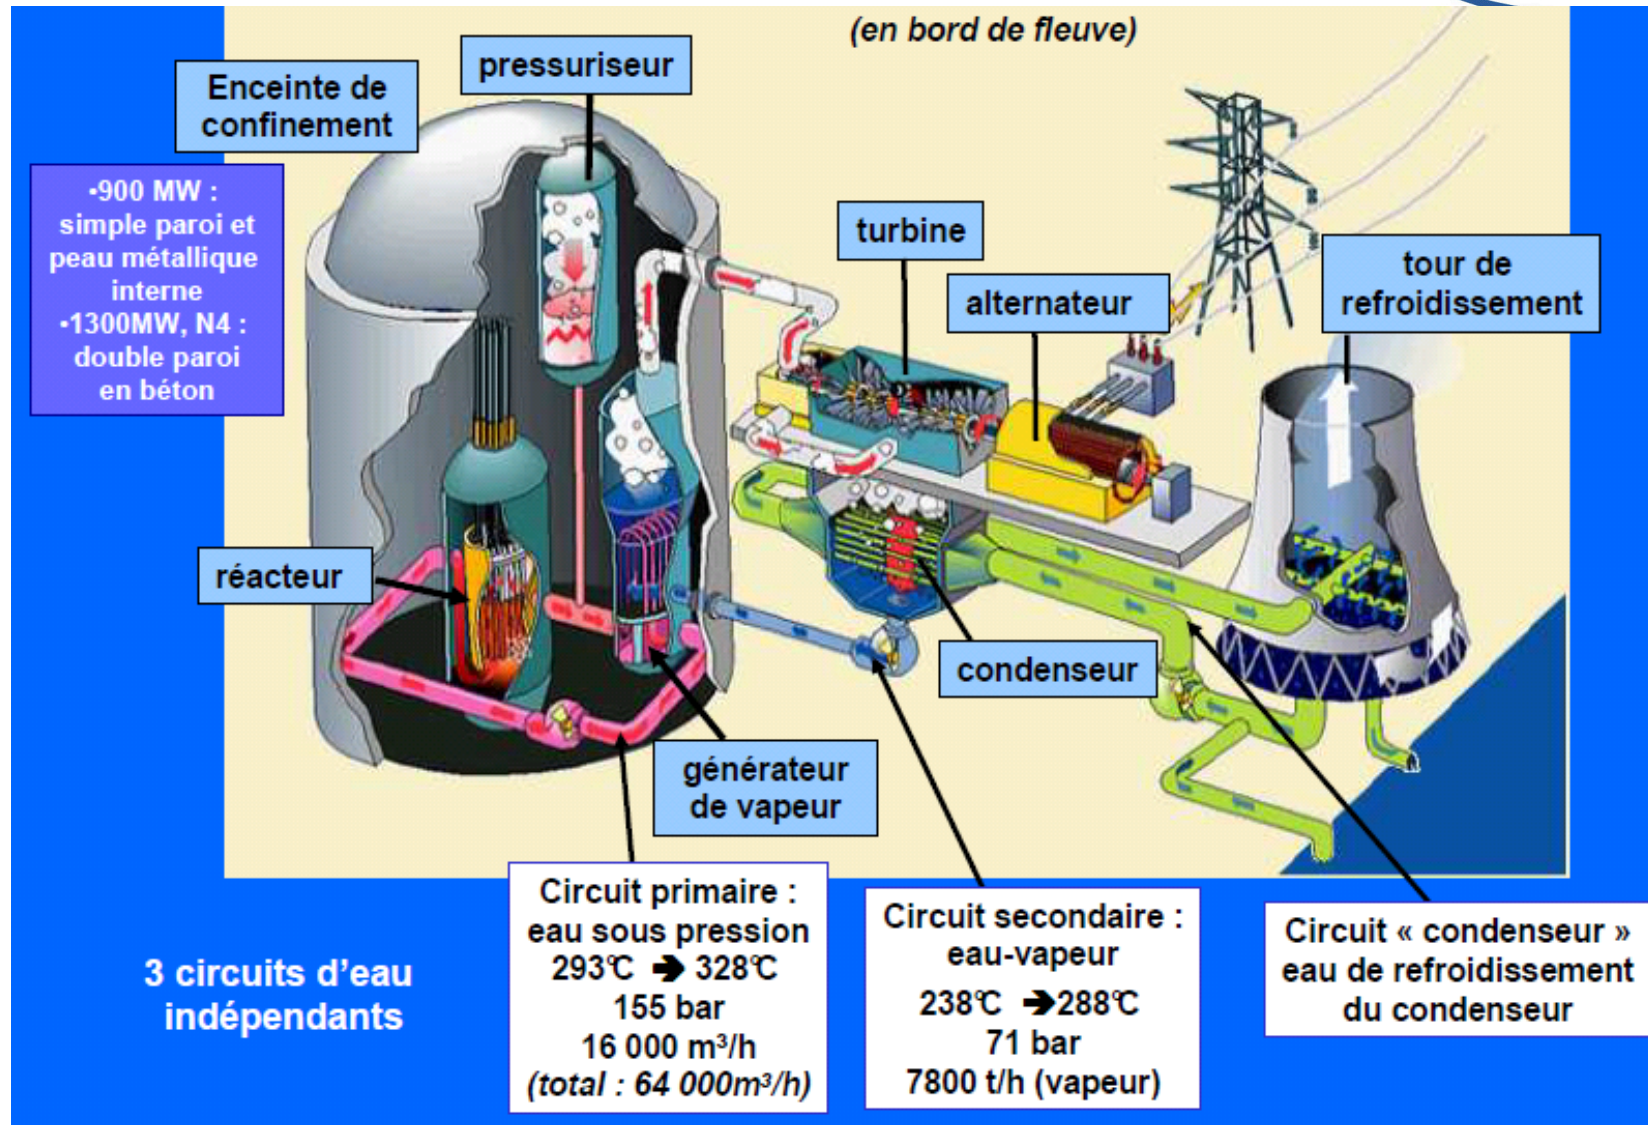 (en bord de fleuve)
pressuriseur
Enceinte de
confinement
•900 MW :
simple paroi et
peau métallique
interne
•1300MW, N4 :
double paroi
en béton
turbine
alternateur
tour de
refroidissement
réacteur
condenseur
générateur
de vapeur
Circuit primaire :
eau sous pression
293°C ➔ 328°C
155 bar
16 000 m³/h
(total : 64 000m³/h)
Circuit secondaire :
eau-vapeur
238°C ➔288°C
71 bar
7800 t/h (vapeur)
Circuit « condenseur »
eau de refroidissement
du condenseur
3 circuits d’eau
indépendants